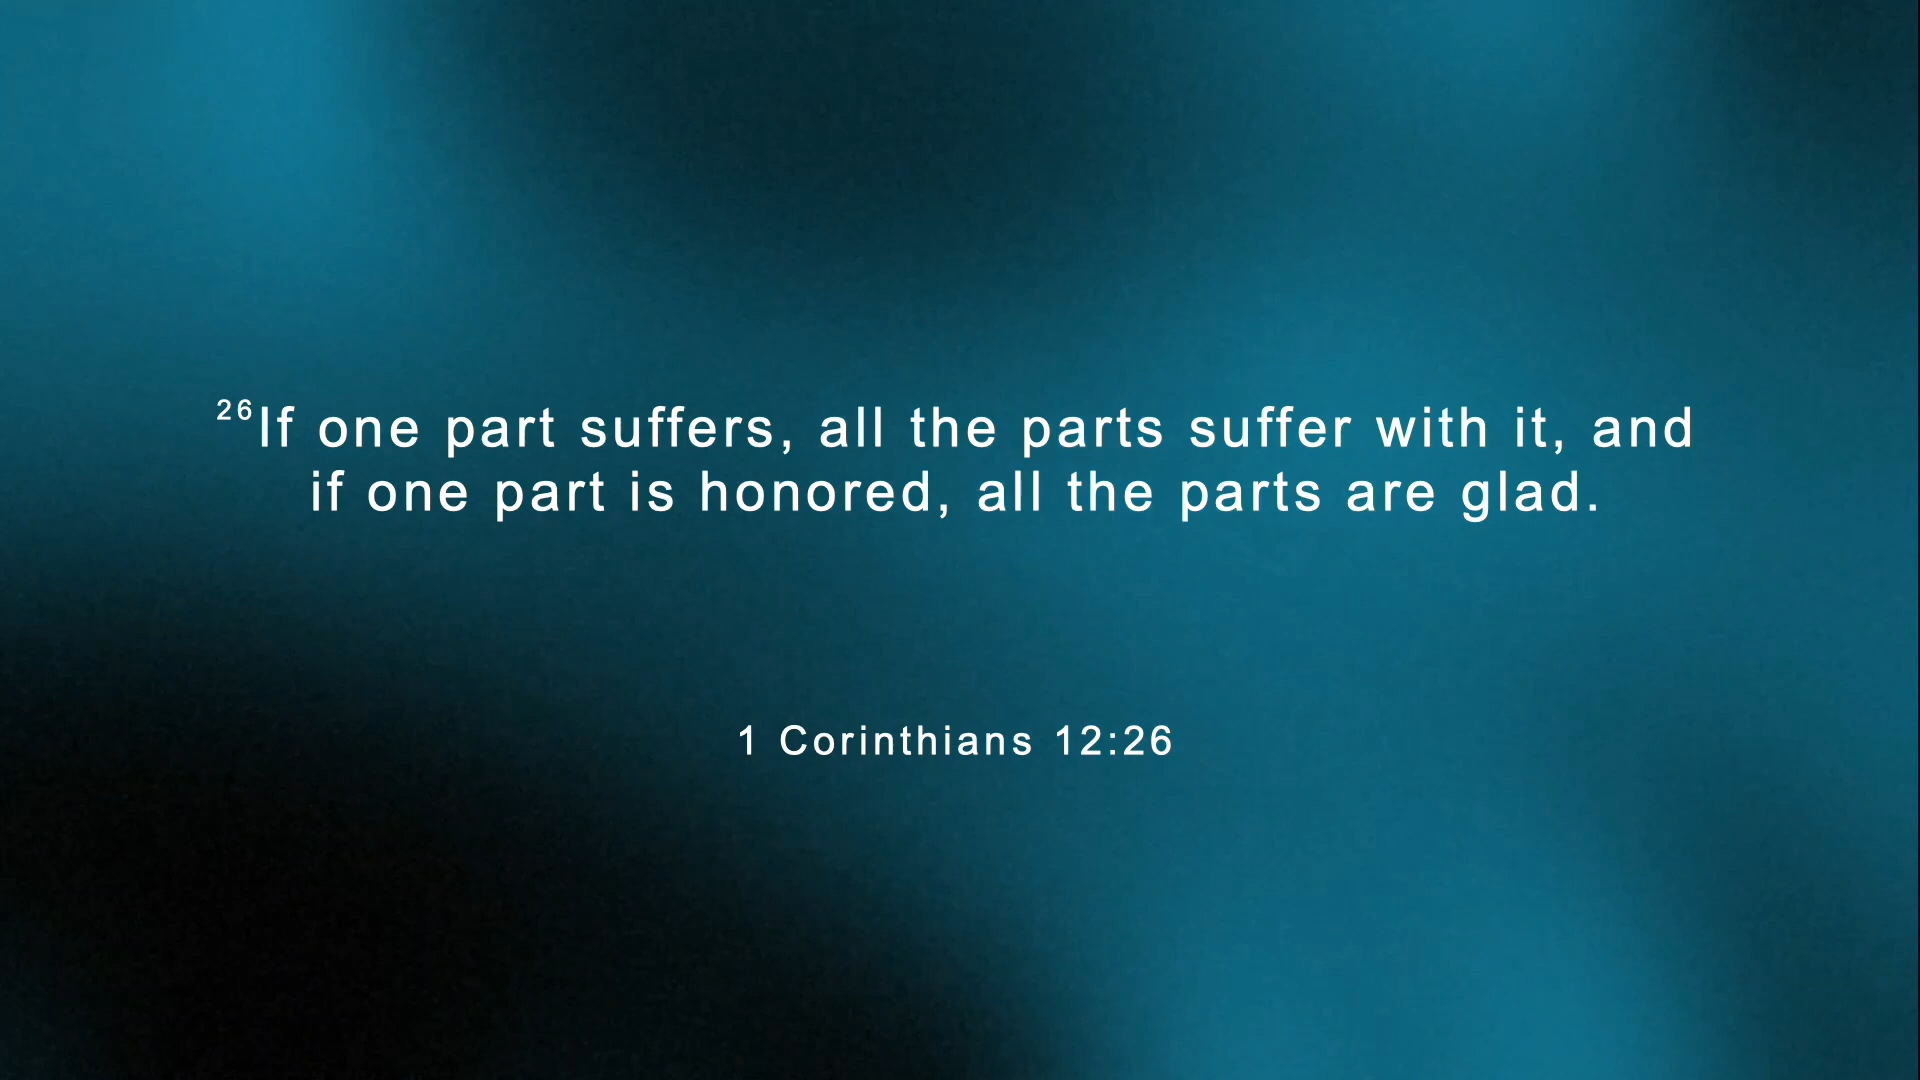 26If one part suffers, all the parts suffer with it, and
if one part is honored, all the parts are glad.
1 Corinthians 12:26